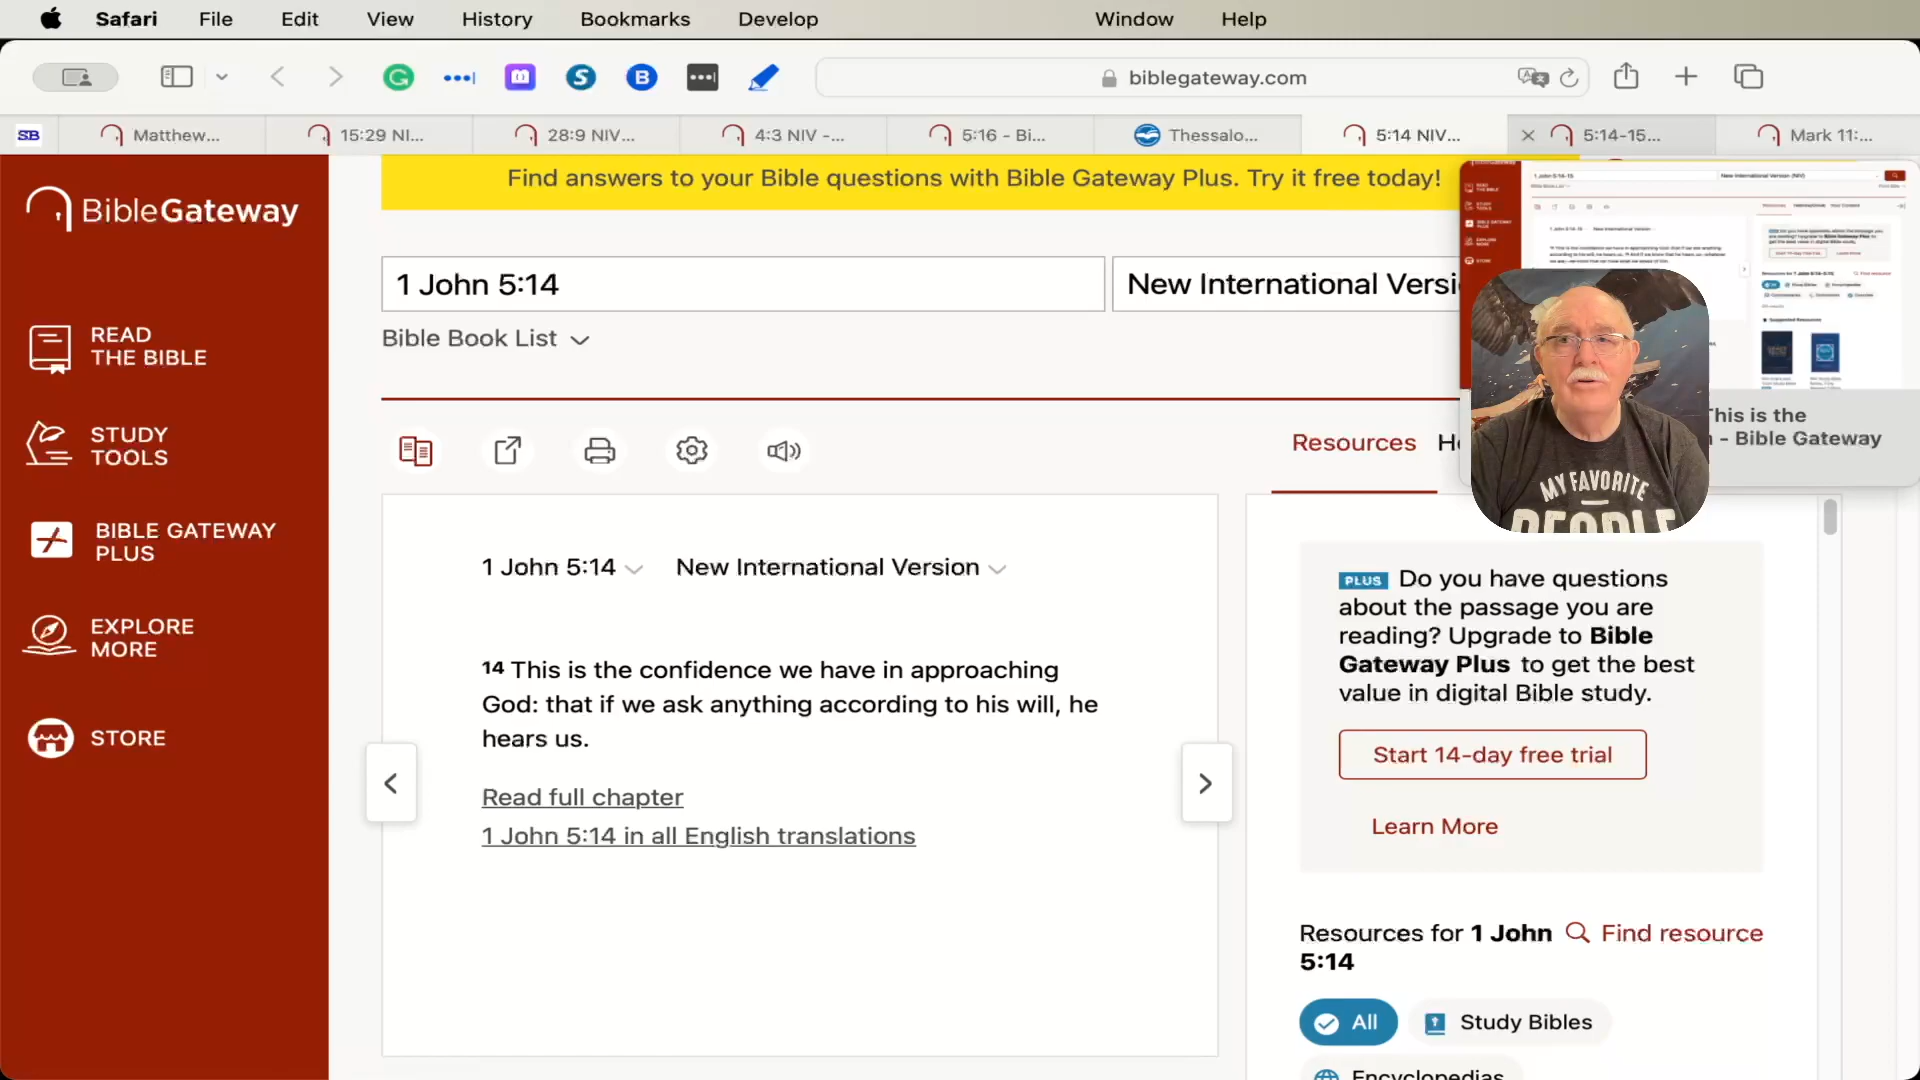 Safari File Edit View History Bookmarks Develop Window Help
biblegateway.com
SB Matthew... 15:29 NI... 28:9 NIV... 4:3 NIV -... 5:16 - Bi... Thessalo... 5:14 NIV... 5:14-15... Mark 11:...
BibleGateway
READ
THE BIBLE
STUDY
TOOLS
BIBLE GATEWAY
PLUS
EXPLORE
MORE
STORE
Find answers to your Bible questions with Bible Gateway Plus. Try it free today!
1 John 5:14
New International Versi
Bible Book List
Resources
1 John 5:14 New International Version
14 This is the confidence we have in approaching
God: that if we ask anything according to his will, he
hears us.
Read full chapter
1 John 5:14 in all English translations
This is the
- Bible Gateway
MY FAVORITE
PEOPLE
PLUS Do you have questions
about the passage you are
reading? Upgrade to Bible
Gateway Plus to get the best
value in digital Bible study.
Start 14-day free trial
Learn More
Resources for 1 John
5:14
Find resource
All Study Bibles
Encyclopedias